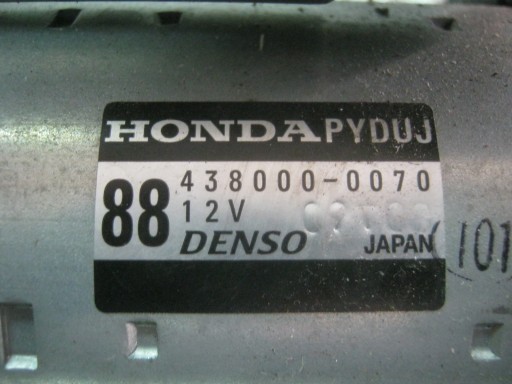 HONDA PYDUJ
88 438000-0070
12V
DENSO JAPAN
(101